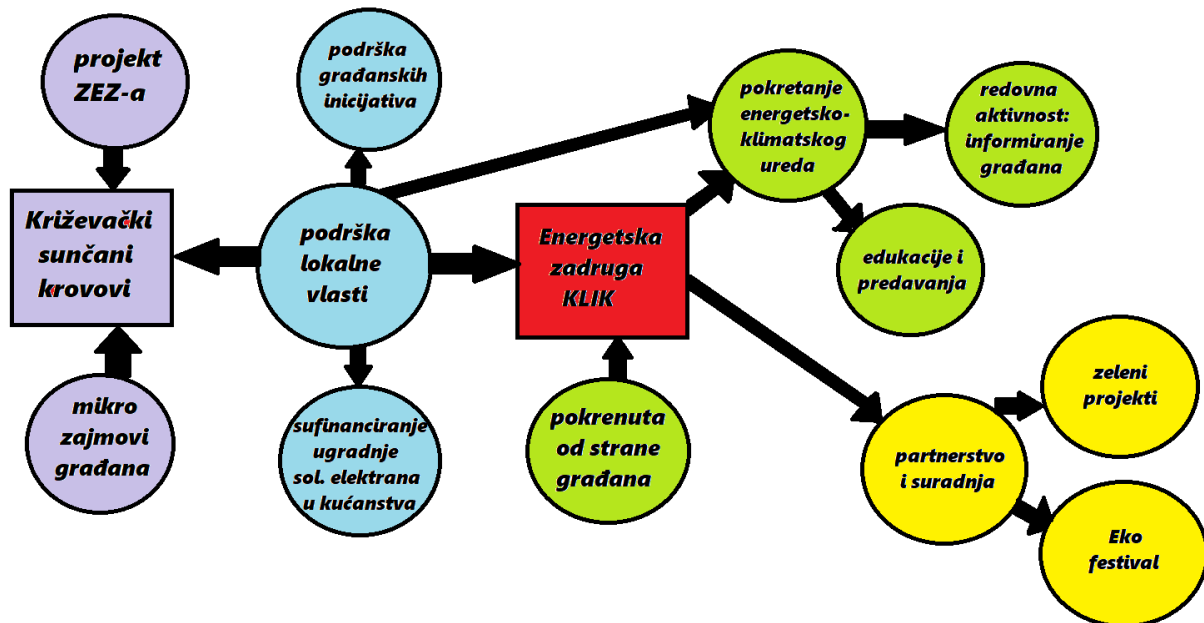 projekt
ZEZ-a
Križevački
sunčani
krovovi
mikro
zajmovi
građana
podrška
građanskih
inicijativa
podrška
lokalne
vlasti
sufinanciranje
ugradnje
sol. elektrana
u kućanstva
Energetska
zadruga
KLIK
pokrenuta
od strane
građana
pokretanje
energetsko-
klimatskog
ureda
redovna
aktivnost:
informiranje
građana
edukacije i
predavanja
partnerstvo
i suradnja
zeleni
projekti
Eko
festival